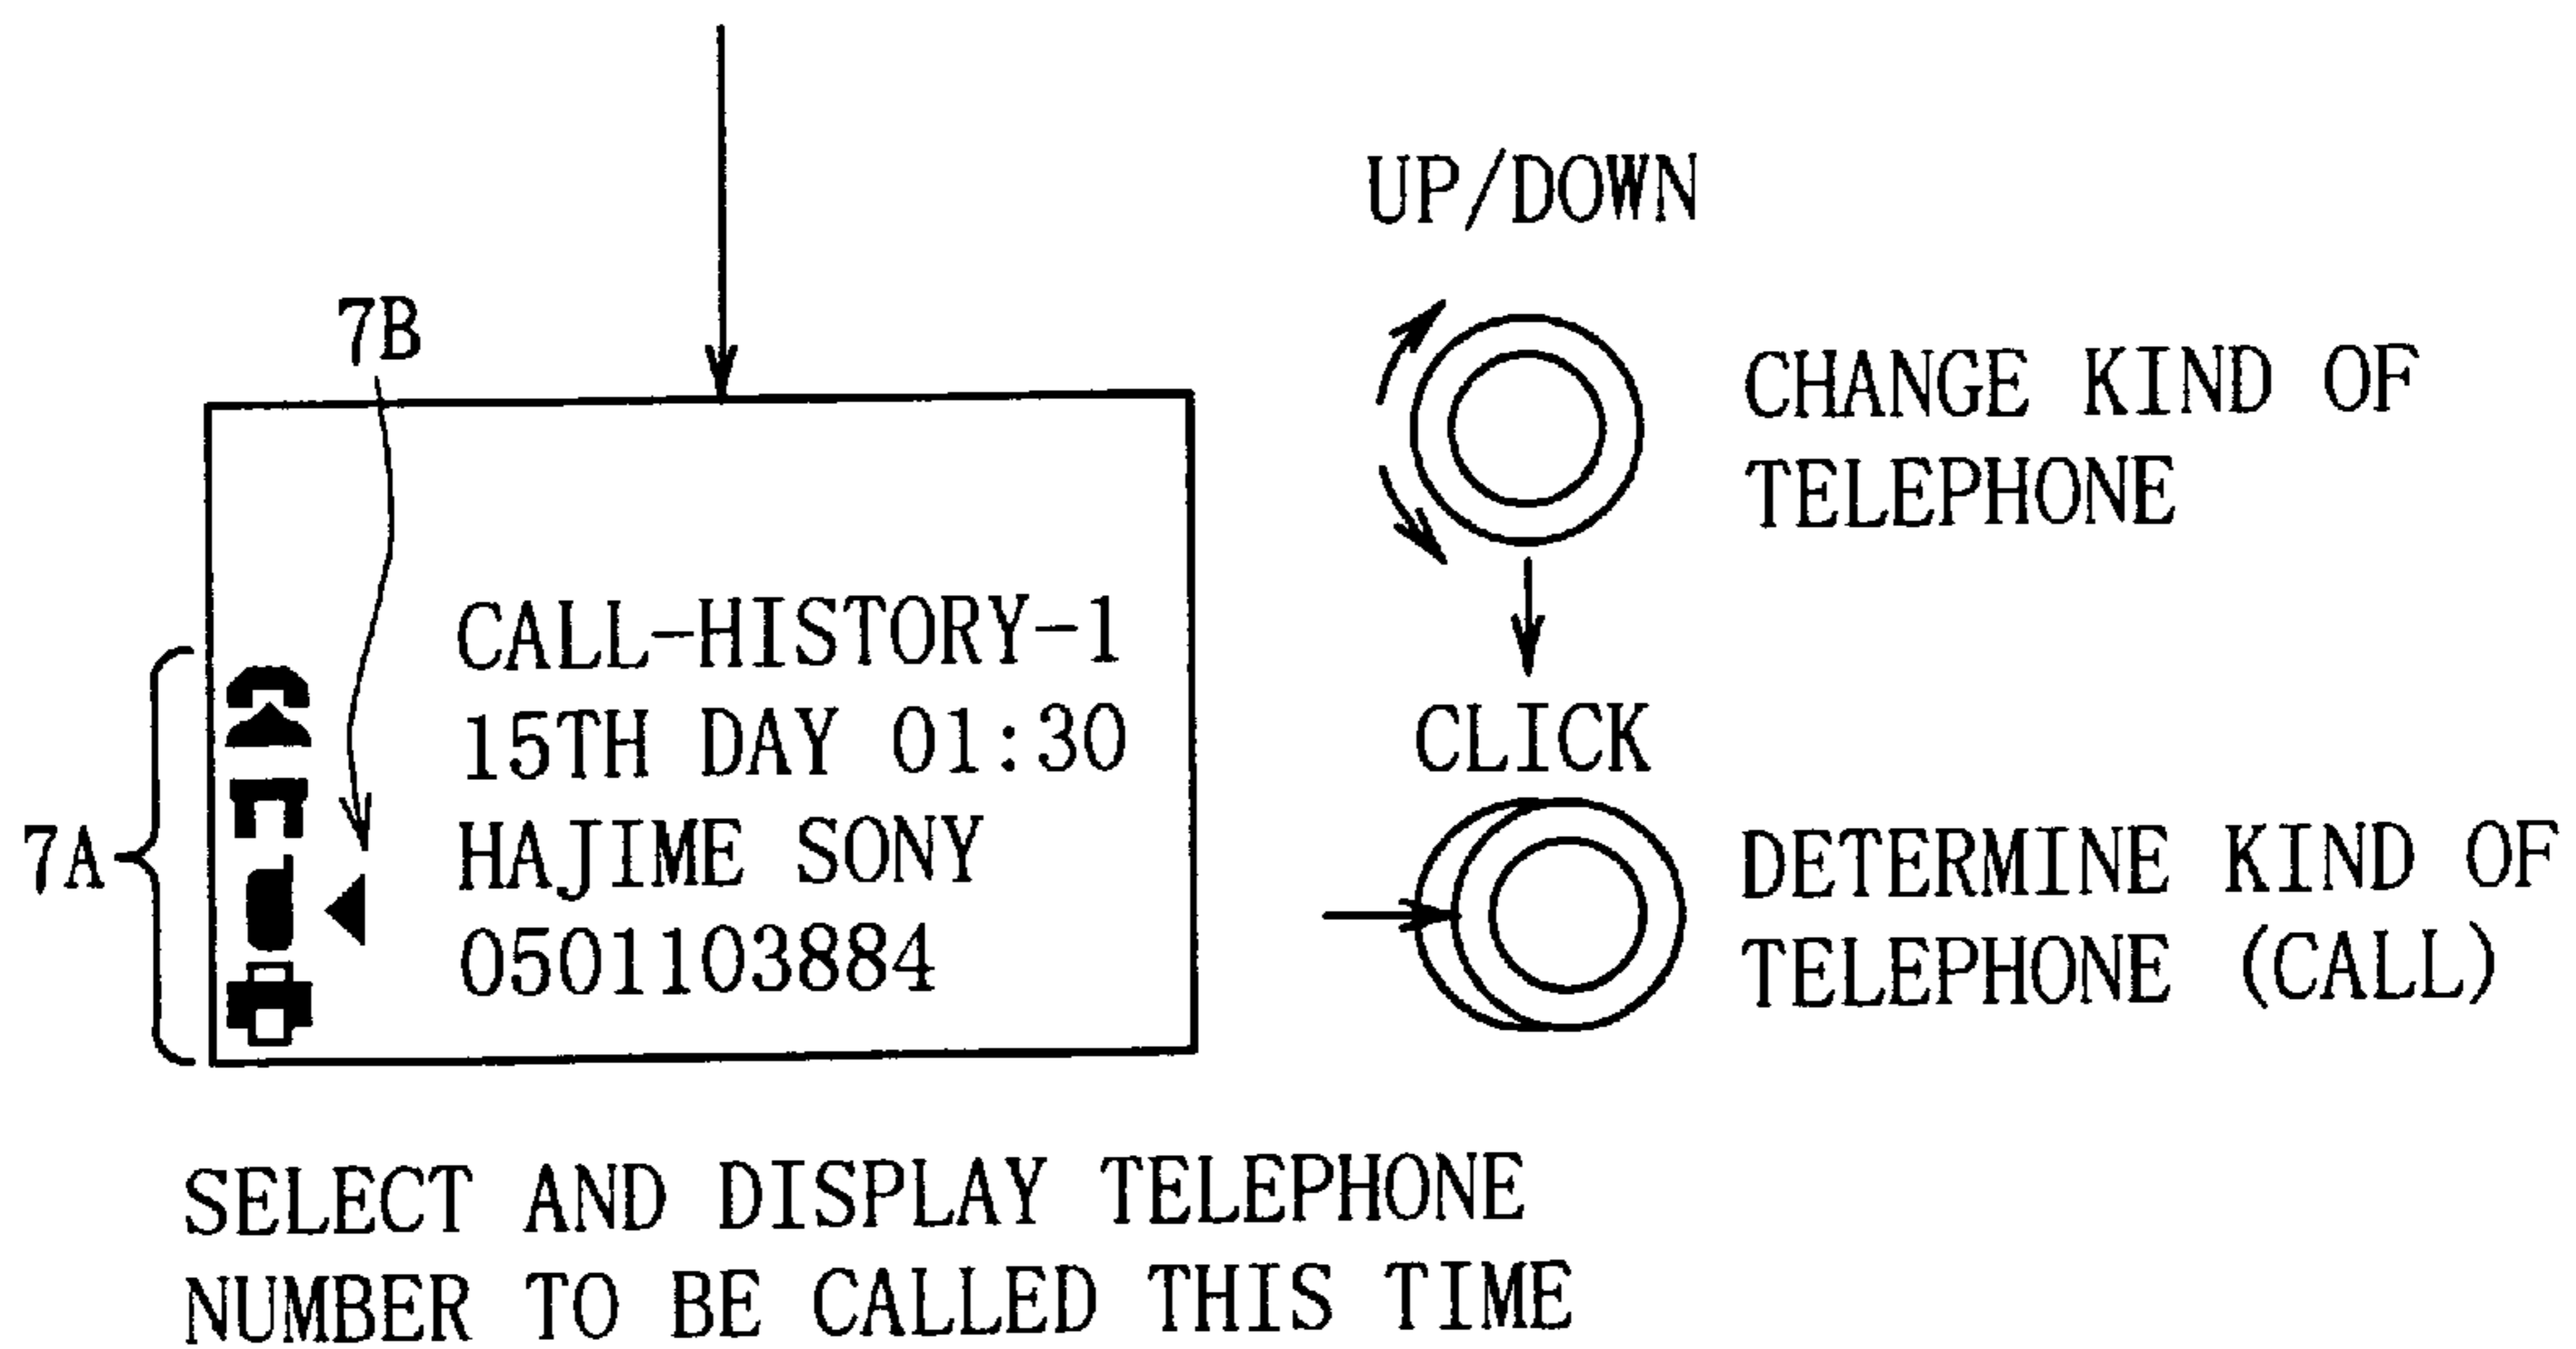 UP/DOWN
7B
CHANGE KIND OF
TELEPHONE
CALL-HISTORY-1
15TH DAY 01:30
CLICK
HAJIME SONY
7A
DETERMINE KIND OF
0501103884
TELEPHONE (CALL)
SELECT AND DISPLAY TELEPHONE
NUMBER TO BE CALLED THIS TIME